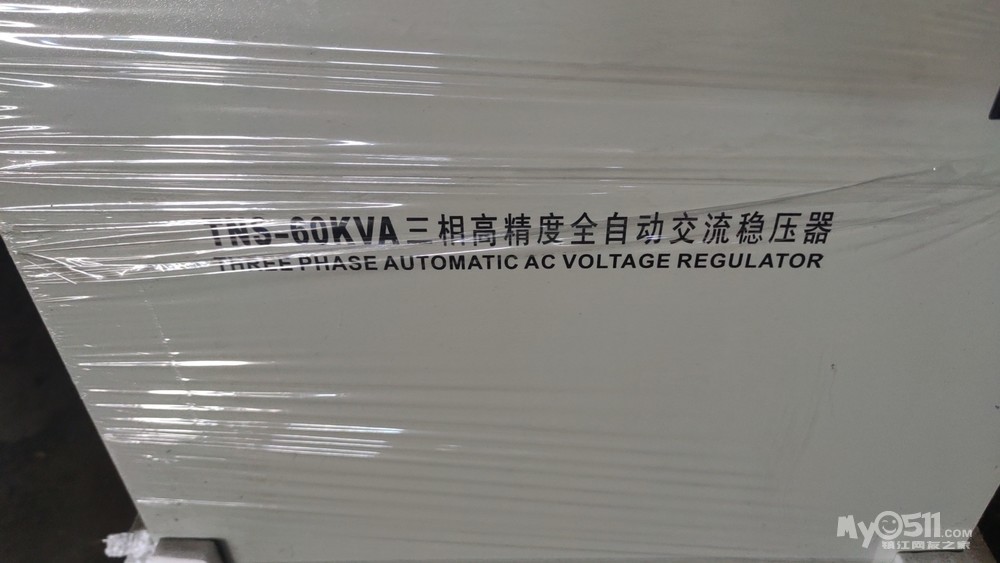 TNS-60KVA三相高精度全自动交流稳压器
THREE PHASE AUTOMATIC AC VOLTAGE REGULATOR
My0511.COM
镇江网友之家